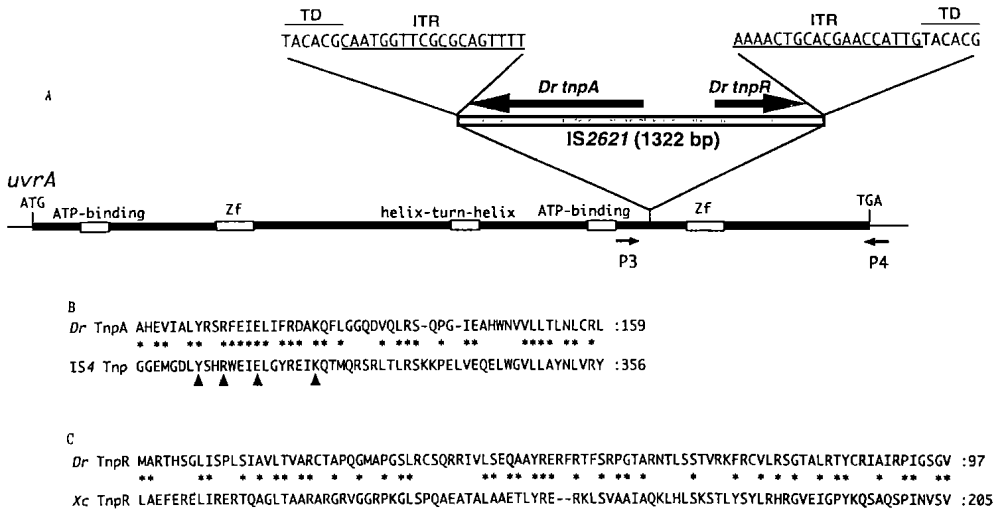 TD ITR ITR TD
TACACGCAATGGTTCGCGCAGTTTT AAAACTGCACGAACCATTGTACACG
A
Dr tnpA Dr tnpR
IS2621 (1322 bp)
uvrA
ATG ATP-binding Zf helix-turn-helix ATP-binding Zf TGA
P3 P4
B
Dr TnpA AHEVIALYRSRFEIELIFRDAKQFLGGQDVQLRS-QPG-IEAHWNVVLLTLNLCRL :159
IS4 Tnp GGEMGDLYSHRWEIELGYREIKQTMQRSRLTLRSKKPELVEQELWGVLLAYNLVRY :356
C
Dr TnpR MARTHSGLISPLSIAVLTVARCTAPQGMAPGSLRCSQRRIVLSEQAAYRERFRTFSRPGTARNTLSSTVRKFRCVLRSGTALRTYCRIAIRPIGSGV :97
Xc TnpR LAEFERELIRERTQAGLTAARARGRVGGRPKGLSPQAEATALAAETLYRE--RKLSVAAIAQKLHLSKSTLYSYLRHRGVEIGPYKQSAQSPINVSV :205